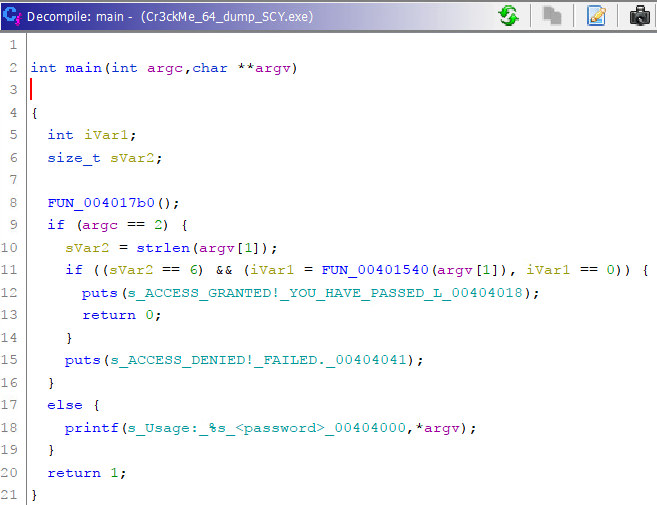 Decompile: main - (Cr3ckMe_64_dump_SCY.exe)
1
2 int main(int argc,char **argv)
3
4 {
5 int iVar1;
6 size_t sVar2;
7
8 FUN_004017b0();
9 if (argc == 2) {
10 sVar2 = strlen(argv[1]);
11 if ((sVar2 == 6) && (iVar1 = FUN_00401540(argv[1]), iVar1 == 0)) {
12 puts(s_ACCESS_GRANTED!_YOU_HAVE_PASSED_L_00404018);
13 return 0;
14 }
15 puts(s_ACCESS_DENIED!_FAILED._00404041);
16 }
17 else {
18 printf(s_Usage:_%s_<password>_00404000,*argv);
19 }
20 return 1;
21 }